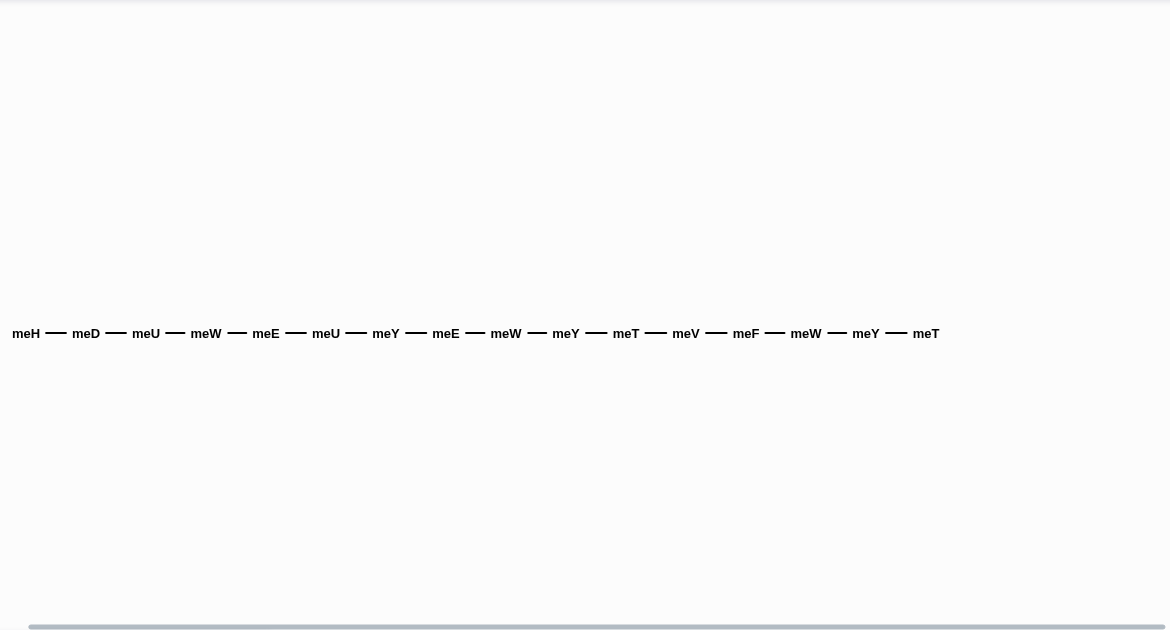 meH — meD — meU — meW — meE — meU — meY — meE — meW — meY — meT — meV — meF — meW — meY — meT